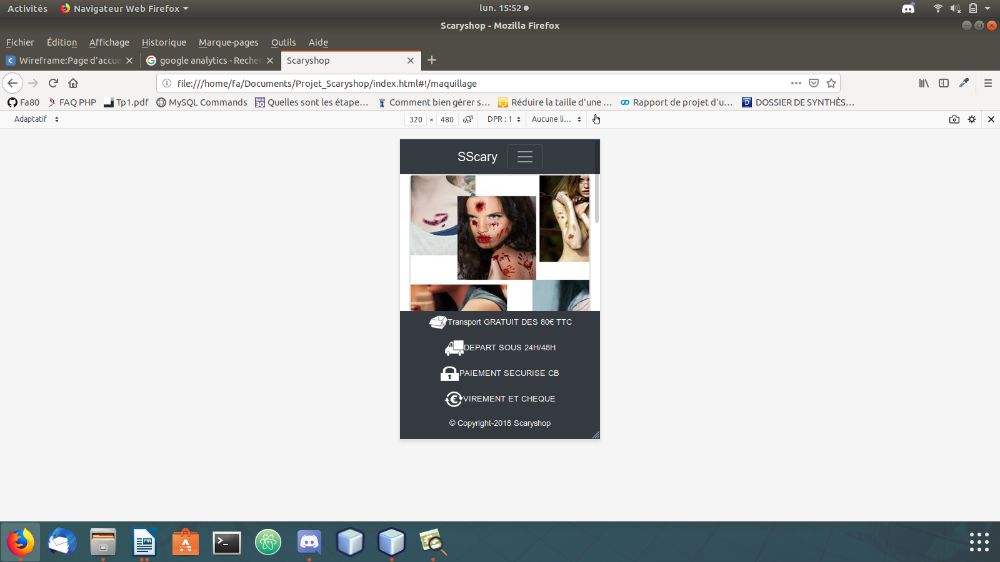 Activités Navigateur Web Firefox lun. 15:52
Scaryshop - Mozilla Firefox
Fichier Édition Affichage Historique Marque-pages Outils Aide
Wireframe:Page d'accue google analytics - Recher Scaryshop
file:///home/fa/Documents/Projet_Scaryshop/index.html#!/maquillage
Fa80 FAQ PHP Tp1.pdf MySQL Commands Quelles sont les étape… Comment bien gérer s… Réduire la taille d'une … Rapport de projet d'u… DOSSIER DE SYNTHÈS…
Adaptatif 320 × 480 DPR : 1 Aucune li…
SScary
Transport GRATUIT DES 80€ TTC
DEPART SOUS 24H/48H
PAIEMENT SECURISE CB
VIREMENT ET CHEQUE
© Copyright-2018 Scaryshop